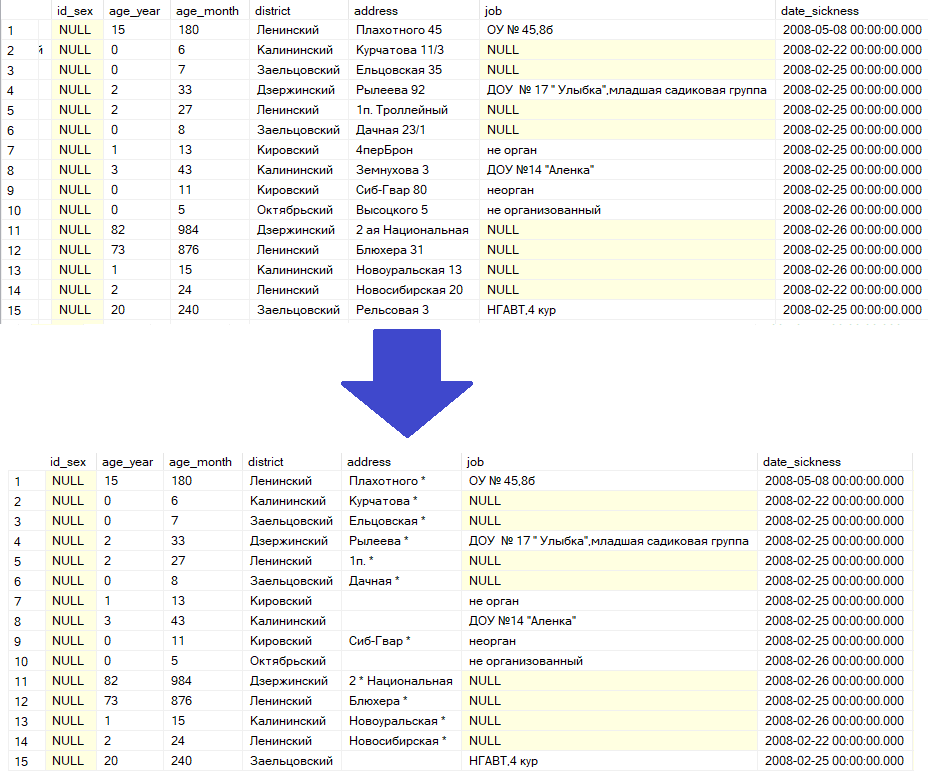 id_sex age_year age_month district address job date_sickness
1 NULL 15 180 Ленинский Плахотного 45 ОУ № 45,8б 2008-05-08 00:00:00.000
2 й NULL 0 6 Калининский Курчатова 11/3 NULL 2008-02-22 00:00:00.000
3 NULL 0 7 Заельцовский Ельцовская 35 NULL 2008-02-25 00:00:00.000
4 NULL 2 33 Дзержинский Рылеева 92 ДОУ № 17 " Улыбка",младшая садиковая группа 2008-02-25 00:00:00.000
5 NULL 2 27 Ленинский 1п. Троллейный NULL 2008-02-25 00:00:00.000
6 NULL 0 8 Заельцовский Дачная 23/1 NULL 2008-02-25 00:00:00.000
7 NULL 1 13 Кировский 4перБрон не орган 2008-02-25 00:00:00.000
8 NULL 3 43 Калининский Земнухова 3 ДОУ №14 "Аленка" 2008-02-25 00:00:00.000
9 NULL 0 11 Кировский Сиб-Гвар 80 неорган 2008-02-25 00:00:00.000
10 NULL 0 5 Октябрьский Высоцкого 5 не организованный 2008-02-26 00:00:00.000
11 NULL 82 984 Дзержинский 2 ая Национальная NULL 2008-02-26 00:00:00.000
12 NULL 73 876 Ленинский Блюхера 31 NULL 2008-02-25 00:00:00.000
13 NULL 1 15 Калининский Новоуральская 13 NULL 2008-02-26 00:00:00.000
14 NULL 2 24 Ленинский Новосибирская 20 NULL 2008-02-22 00:00:00.000
15 NULL 20 240 Заельцовский Рельсовая 3 НГАВТ,4 кур 2008-02-25 00:00:00.000
id_sex age_year age_month district address job date_sickness
1 NULL 15 180 Ленинский Плахотного * ОУ № 45,8б 2008-05-08 00:00:00.000
2 NULL 0 6 Калининский Курчатова * NULL 2008-02-22 00:00:00.000
3 NULL 0 7 Заельцовский Ельцовская * NULL 2008-02-25 00:00:00.000
4 NULL 2 33 Дзержинский Рылеева * ДОУ № 17 " Улыбка",младшая садиковая группа 2008-02-25 00:00:00.000
5 NULL 2 27 Ленинский 1п. * NULL 2008-02-25 00:00:00.000
6 NULL 0 8 Заельцовский Дачная * NULL 2008-02-25 00:00:00.000
7 NULL 1 13 Кировский не орган 2008-02-25 00:00:00.000
8 NULL 3 43 Калининский ДОУ №14 "Аленка" 2008-02-25 00:00:00.000
9 NULL 0 11 Кировский Сиб-Гвар * неорган 2008-02-25 00:00:00.000
10 NULL 0 5 Октябрьский не организованный 2008-02-26 00:00:00.000
11 NULL 82 984 Дзержинский 2 * Национальная NULL 2008-02-26 00:00:00.000
12 NULL 73 876 Ленинский Блюхера * NULL 2008-02-25 00:00:00.000
13 NULL 1 15 Калининский Новоуральская * NULL 2008-02-26 00:00:00.000
14 NULL 2 24 Ленинский Новосибирская * NULL 2008-02-22 00:00:00.000
15 NULL 20 240 Заельцовский НГАВТ,4 кур 2008-02-25 00:00:00.000